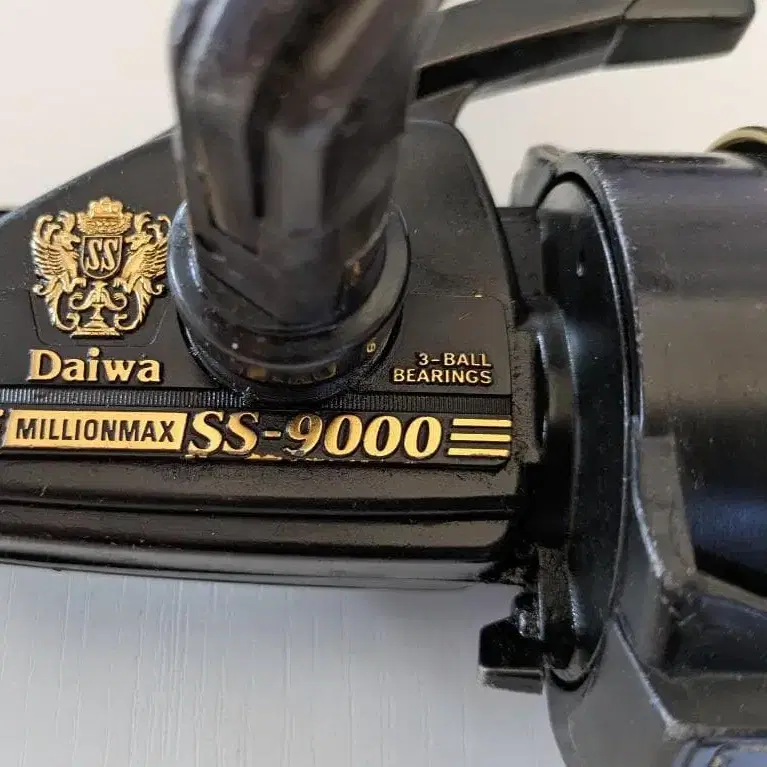 SS
Daiwa
3-BALL
BEARINGS
MILLIONMAX SS-9000